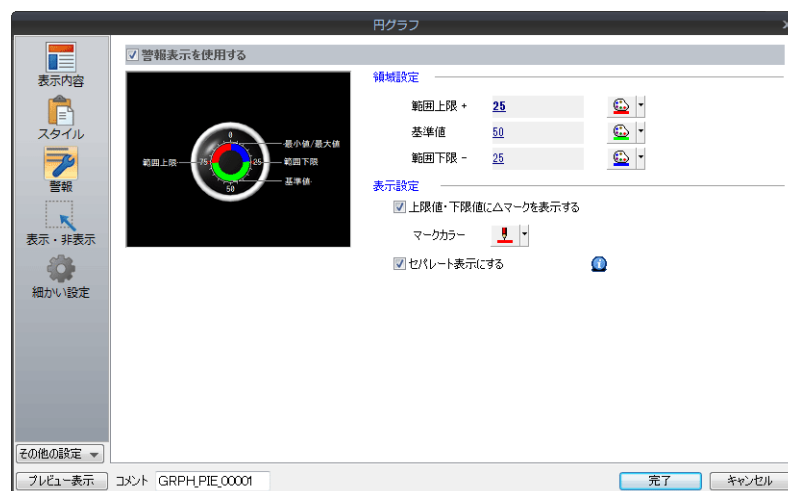 円グラフ
表示内容
スタイル
警報
表示・非表示
細かい設定
その他の設定
プレビュー表示
警報表示を使用する
0
最小値/最大値
範囲上限
75
25
範囲下限
50
基準値
領域設定
範囲上限 + 25
基準値 50
範囲下限 - 25
表示設定
上限値・下限値に△マークを表示する
マークカラー
セパレート表示にする
コメント GRPH_PIE_00001
完了
キャンセル